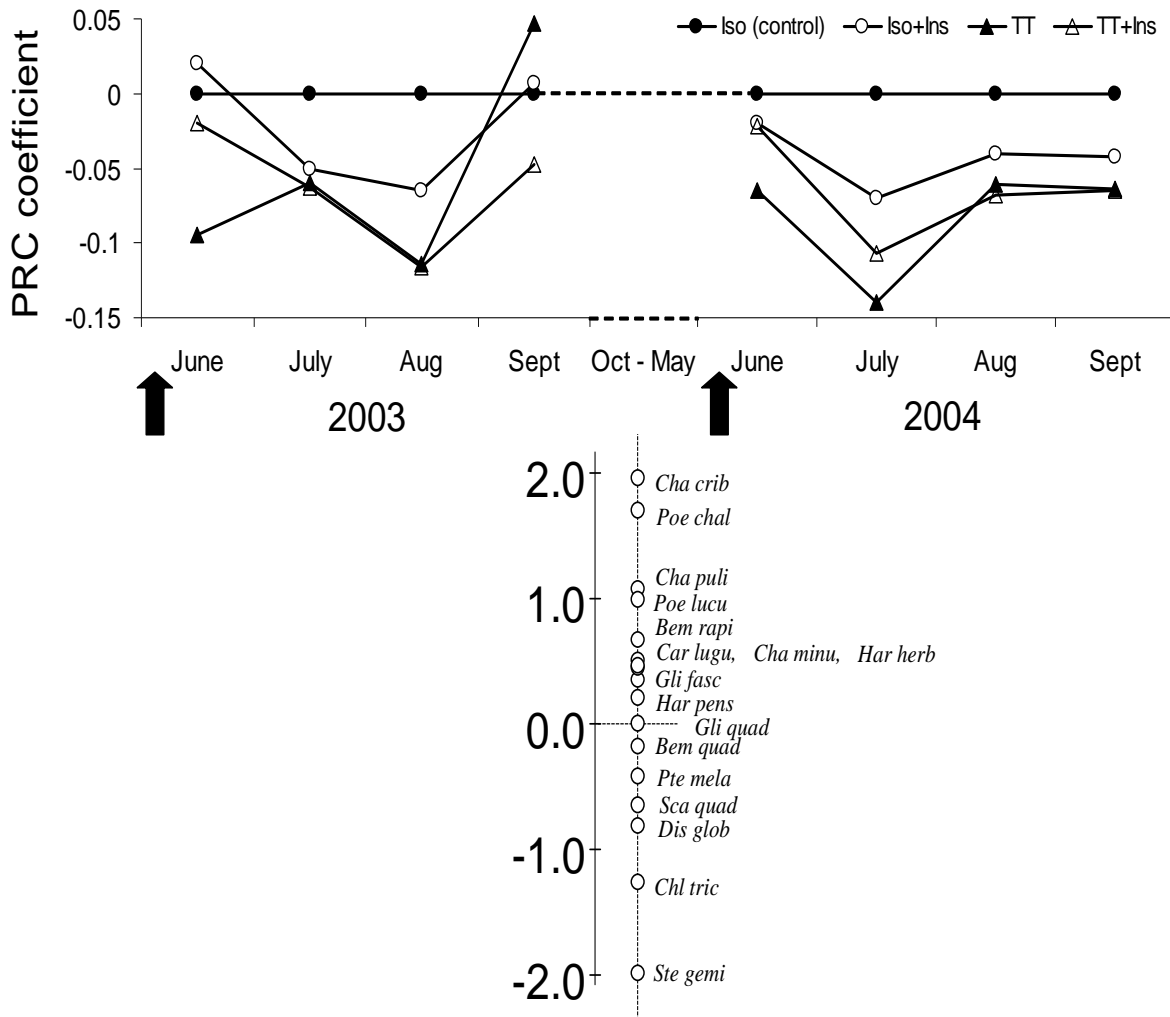 Iso (control) Iso+Ins TT TT+Ins
PRC coefficient
0.05
0
-0.05
-0.1
-0.15
June July Aug Sept Oct - May June July Aug Sept
2003 2004
2.0
Cha crib
Poe chal
Cha puli
1.0
Poe lucu
Bem rapi
Car lugu, Cha minu, Har herb
Gli fasc
Har pens
0.0
Gli quad
Bem quad
Pte mela
Sca quad
Dis glob
-1.0
Chl tric
Ste gemi
-2.0